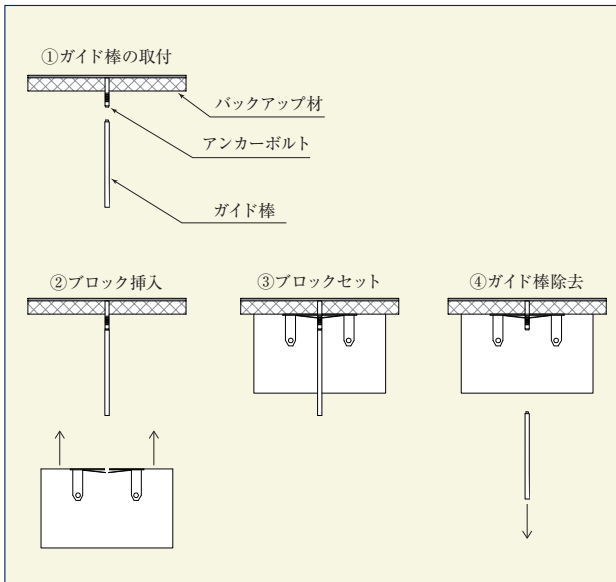 ①ガイド棒の取付
バックアップ材
アンカーボルト
ガイド棒
②ブロック挿入
③ブロックセット
④ガイド棒除去